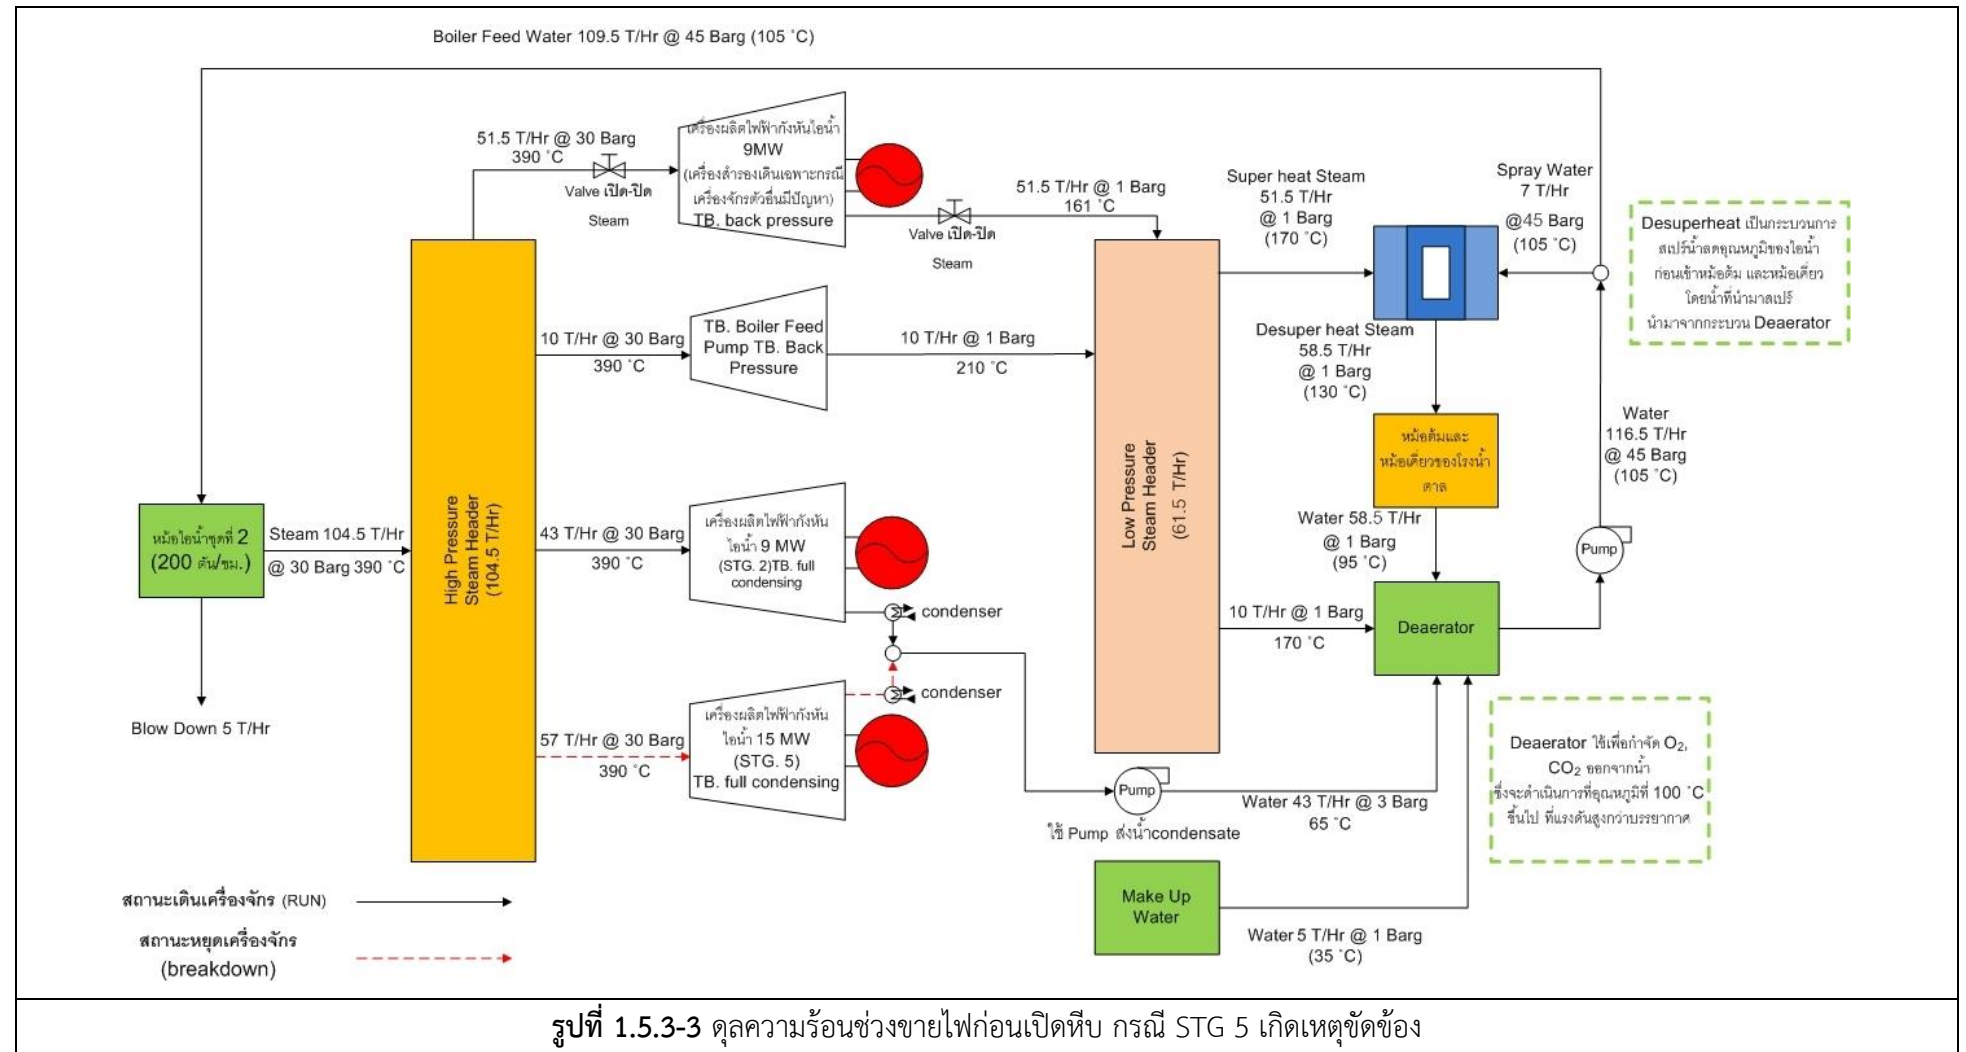 Boiler Feed Water 109.5 T/Hr @ 45 Barg (105 ˚C)
51.5 T/Hr @ 30 Barg
390 ˚C
Valve เปิด-ปิด
Steam
เครื่องผลิตไฟฟ้ากังหันไอน้ำ
9MW
(เครื่องสำรองเดินเฉพาะกรณี
เครื่องจักรตัวอื่นมีปัญหา)
TB. back pressure
Valve เปิด-ปิด
Steam
51.5 T/Hr @ 1 Barg
161 ˚C
Super heat Steam
51.5 T/Hr
@ 1 Barg
(170 ˚C)
Spray Water
7 T/Hr
@45 Barg
(105 ˚C)
Desuperheat เป็นกระบวนการ
สเปร์น้ำลดอุณหภูมิของไอน้ำ
ก่อนเข้าหม้อต้ม และหม้อเคี่ยว
โดยน้ำที่นำมาสเปร์
นำมาจากกระบวน Deaerator
10 T/Hr @ 30 Barg
390 ˚C
TB. Boiler Feed
Pump TB. Back
Pressure
10 T/Hr @ 1 Barg
210 ˚C
Desuper heat Steam
58.5 T/Hr
@ 1 Barg
(130 ˚C)
หม้อต้มและ
หม้อเคี่ยวของโรงน้ำ
ตาล
Water
116.5 T/Hr
@ 45 Barg
(105 ˚C)
หม้อไอน้ำชุดที่ 2
(200 ตัน/ชม.)
Steam 104.5 T/Hr
@ 30 Barg 390 ˚C
High Pressure
Steam Header
(104.5 T/Hr)
43 T/Hr @ 30 Barg
390 ˚C
เครื่องผลิตไฟฟ้ากังหัน
ไอน้ำ 9 MW
(STG. 2)TB. full
condensing
condenser
Low Pressure
Steam Header
(61.5 T/Hr)
Water 58.5 T/Hr
@ 1 Barg
(95 ˚C)
Pump
10 T/Hr @ 1 Barg
170 ˚C
Deaerator
Blow Down 5 T/Hr
57 T/Hr @ 30 Barg
390 ˚C
เครื่องผลิตไฟฟ้ากังหัน
ไอน้ำ 15 MW
(STG. 5)
TB. full condensing
condenser
Pump
ใช้ Pump ส่งน้ำcondensate
Water 43 T/Hr @ 3 Barg
65 ˚C
Deaerator ใช้เพื่อกำจัด O₂,
CO₂ ออกจากน้ำ
ซึ่งจะดำเนินการที่อุณหภูมิที่ 100 ˚C
ขึ้นไป ที่แรงดันสูงกว่าบรรยากาศ
Make Up
Water
Water 5 T/Hr @ 1 Barg
(35 ˚C)
สถานะเดินเครื่องจักร (RUN)
สถานะหยุดเครื่องจักร
(breakdown)
รูปที่ 1.5.3-3 ดุลความร้อนช่วงขายไฟก่อนเปิดหีบ กรณี STG 5 เกิดเหตุขัดข้อง